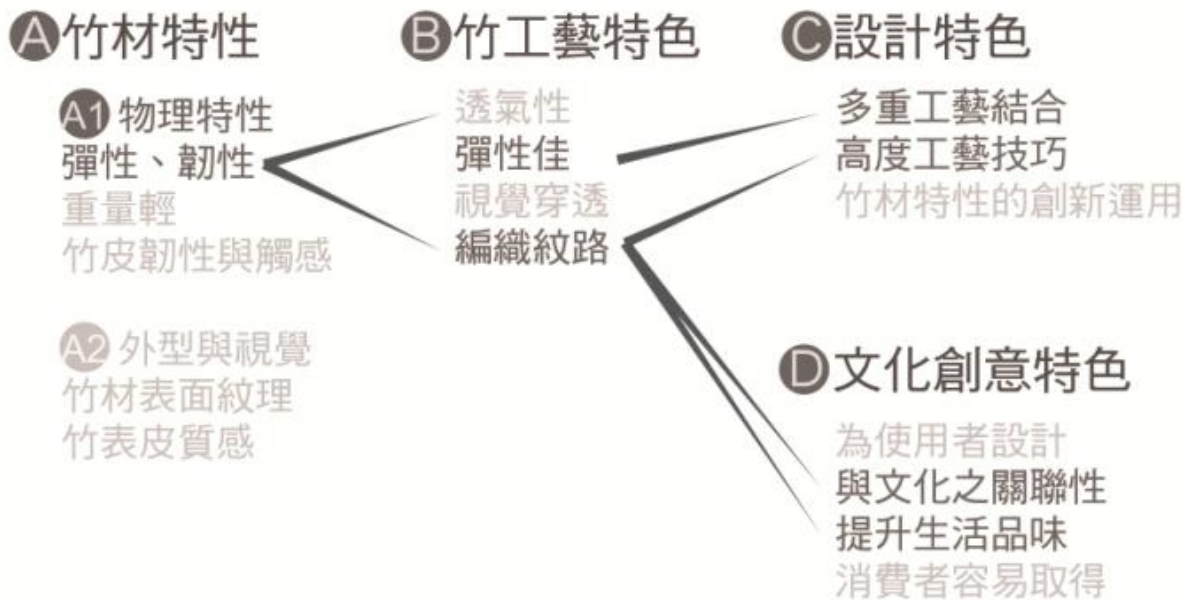 A 竹材特性
A1 物理特性
彈性、韌性
重量輕
竹皮韌性與觸感
A2 外型與視覺
竹材表面紋理
竹表皮質感
B 竹工藝特色
透氣性
彈性佳
視覺穿透
編織紋路
C 設計特色
多重工藝結合
高度工藝技巧
竹材特性的創新運用
D 文化創意特色
為使用者設計
與文化之關聯性
提升生活品味
消費者容易取得